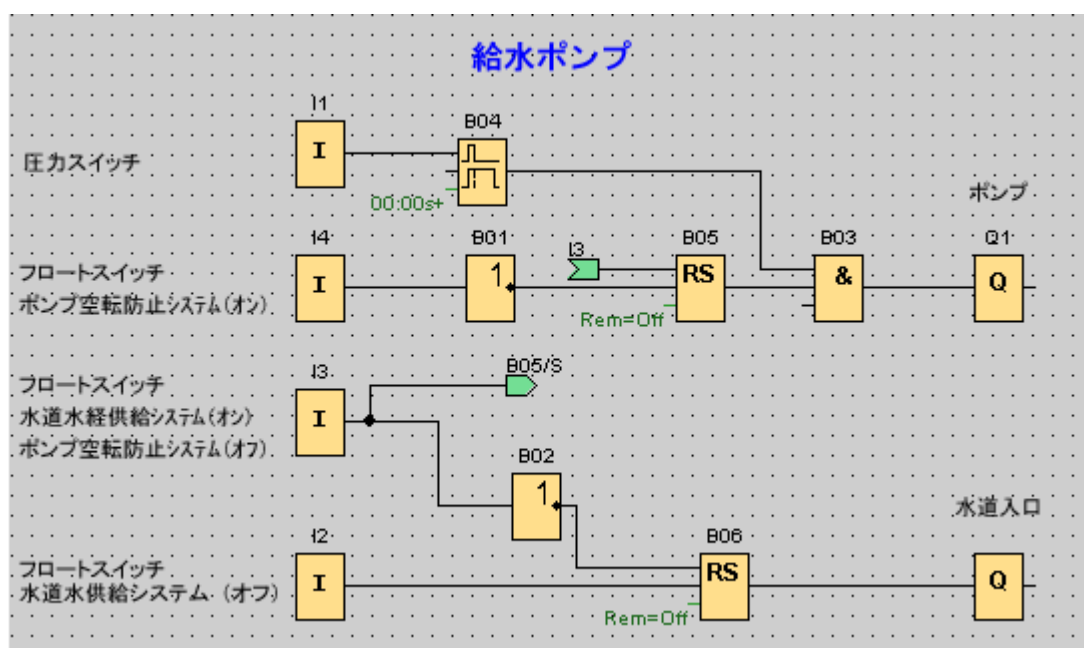 給水ポンプ
I1
I
B04
圧力スイッチ
00:00s+
ポンプ
I4
B01
I3
B05
B03
Q1
フロートスイッチ
I
1
RS
&
Q
ポンプ空転防止システム(オン)
Rem=Off
I3
B05/S
フロートスイッチ
水道水経供給システム(オン)
I
ポンプ空転防止システム(オフ)
B02
1
水道入口
I2
B06
フロートスイッチ
水道水供給システム (オフ)
I
RS
Q
Rem=Off